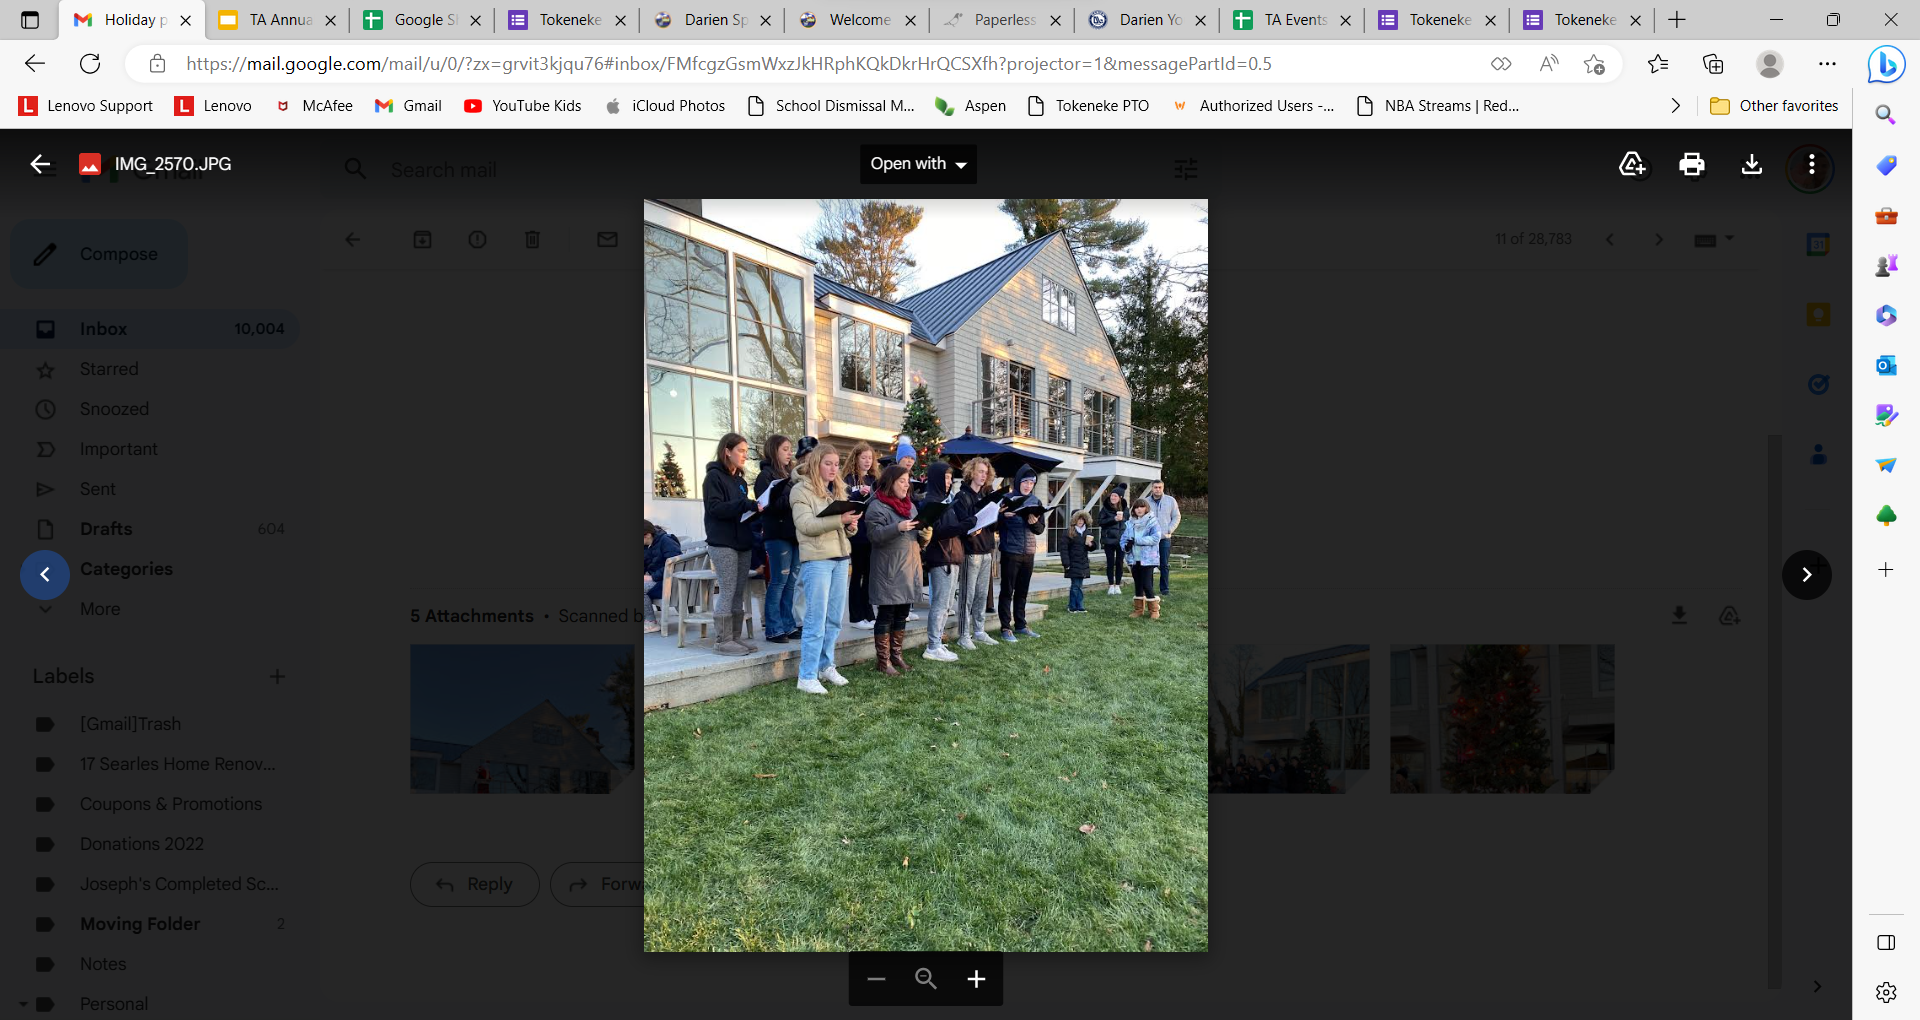 Holiday p
TA Annua
Google Sl
Tokeneke
Darien Sp
Welcome
Paperless
Darien Yo
TA Events
Tokeneke
Tokeneke
https://mail.google.com/mail/u/0/?zx=grvit3kjqu76#inbox/FMfcgzGsmWxzJkHRphKQkDkrHrQCSXfh?projector=1&messagePartId=0.5
Lenovo Support
Lenovo
McAfee
Gmail
YouTube Kids
iCloud Photos
School Dismissal M...
Aspen
Tokeneke PTO
Authorized Users -...
NBA Streams | Red...
Other favorites
IMG_2570.JPG
Search mail
Open with
Compose
11 of 28,783
Inbox 10,004
Starred
Snoozed
Important
Sent
Drafts 604
Categories
More
5 Attachments • Scanned b
Labels
[Gmail]Trash
17 Searles Home Renov...
Coupons & Promotions
Donations 2022
Joseph's Completed Sc...
Reply
Forwa
Moving Folder 2
Notes
Personal